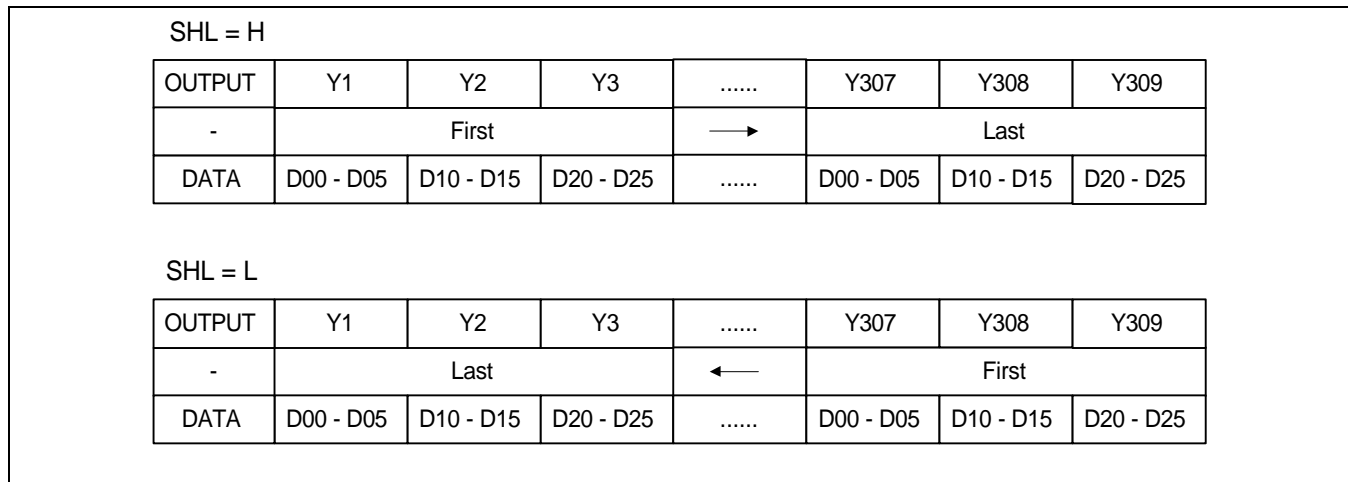 SHL = H
OUTPUT Y1 Y2 Y3 ...... Y307 Y308 Y309
- First Last
DATA D00 - D05 D10 - D15 D20 - D25 ...... D00 - D05 D10 - D15 D20 - D25
SHL = L
OUTPUT Y1 Y2 Y3 ...... Y307 Y308 Y309
- Last First
DATA D00 - D05 D10 - D15 D20 - D25 ...... D00 - D05 D10 - D15 D20 - D25